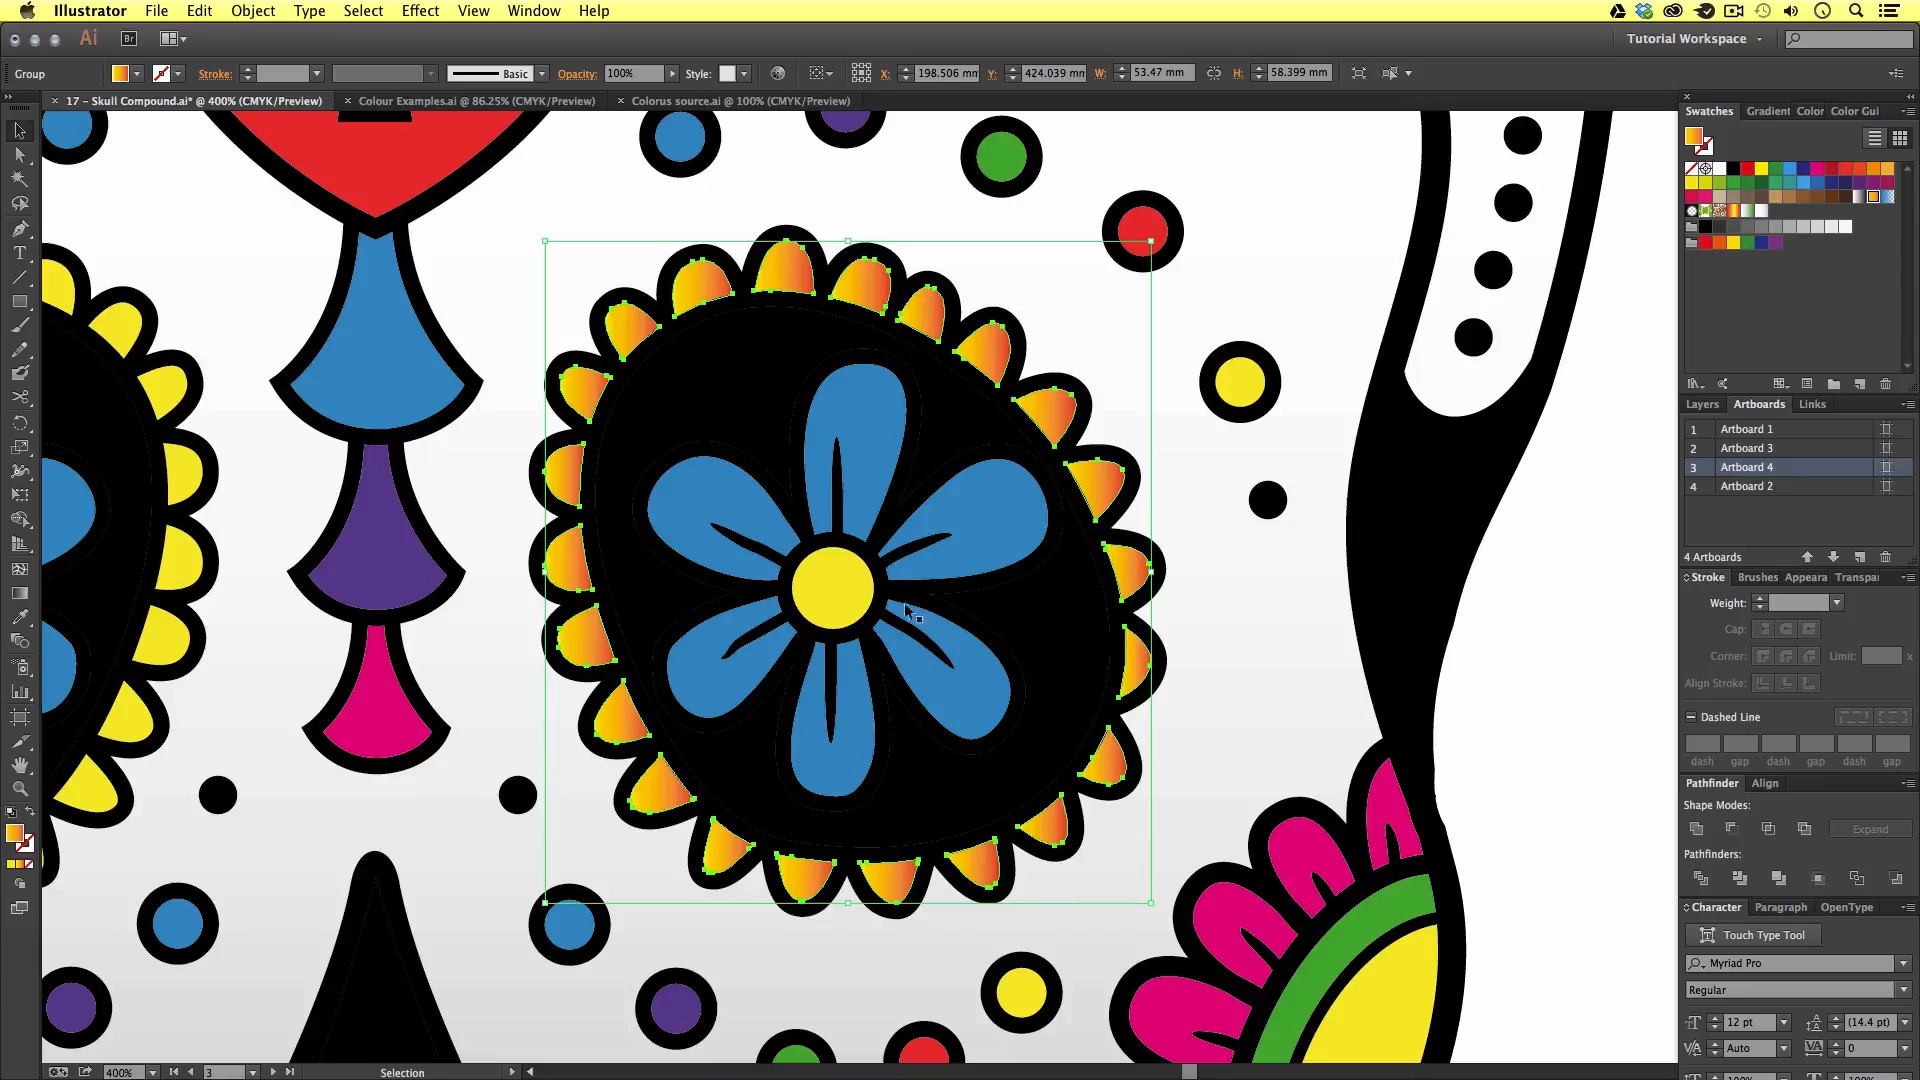 Illustrator File Edit Object Type Select Effect View Window Help
Ai Br Tutorial Workspace
Group Stroke: Basic Opacity: 100% Style: X: 198.506 mm Y: 424.039 mm W: 53.47 mm H: 58.399 mm
× 17 - Skull Compound.ai* @ 400% (CMYK/Preview) × Colour Examples.ai @ 86.25% (CMYK/Preview) × Colorus source.ai @ 100% (CMYK/Preview)
Swatches Gradient Color Color Gui
Layers Artboards Links
1 Artboard 1
2 Artboard 3
3 Artboard 4
4 Artboard 2
4 Artboards
Stroke Brushes Appeara Transpa
Weight:
Cap:
Corner: Limit: x
Align Stroke:
Dashed Line
dash gap dash gap dash gap
Pathfinder Align
Shape Modes:
Expand
Pathfinders:
Character Paragraph OpenType
Touch Type Tool
Myriad Pro
Regular
12 pt (14.4 pt)
Auto 0
400% 3 Selection